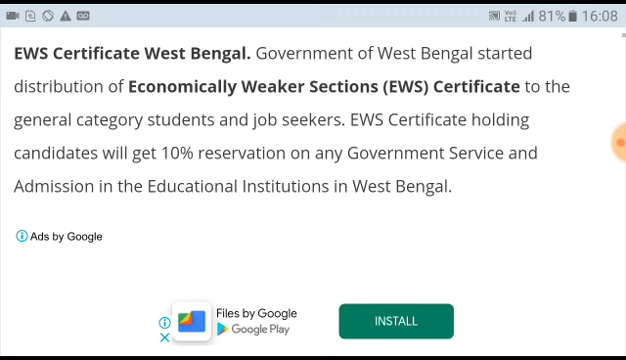 81% 16:08
EWS Certificate West Bengal. Government of West Bengal started
distribution of Economically Weaker Sections (EWS) Certificate to the
general category students and job seekers. EWS Certificate holding
candidates will get 10% reservation on any Government Service and
Admission in the Educational Institutions in West Bengal.
Ads by Google
Files by Google
Google Play
INSTALL